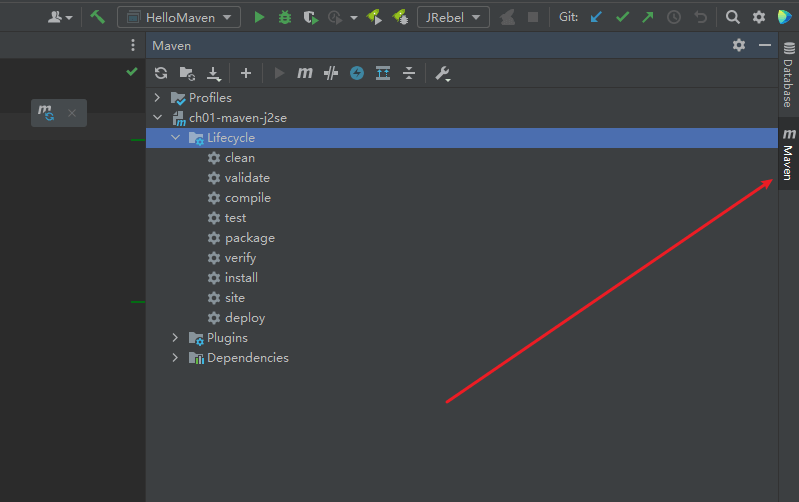 HelloMaven
JRebel
Git:
Maven
Profiles
ch01-maven-j2se
Lifecycle
clean
validate
compile
test
package
verify
install
site
deploy
Plugins
Dependencies
Database
Maven